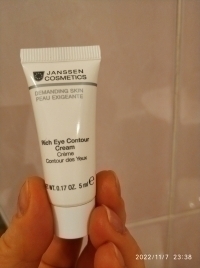 JANSSEN
COSMETICS
DEMANDING SKIN
PEAU EXIGEANTE
Rich Eye Contour
Cream
Crème
Contour des Yeux
NT. WT. 0.17 OZ. 5 ml ℮
2022/11/7 23:38